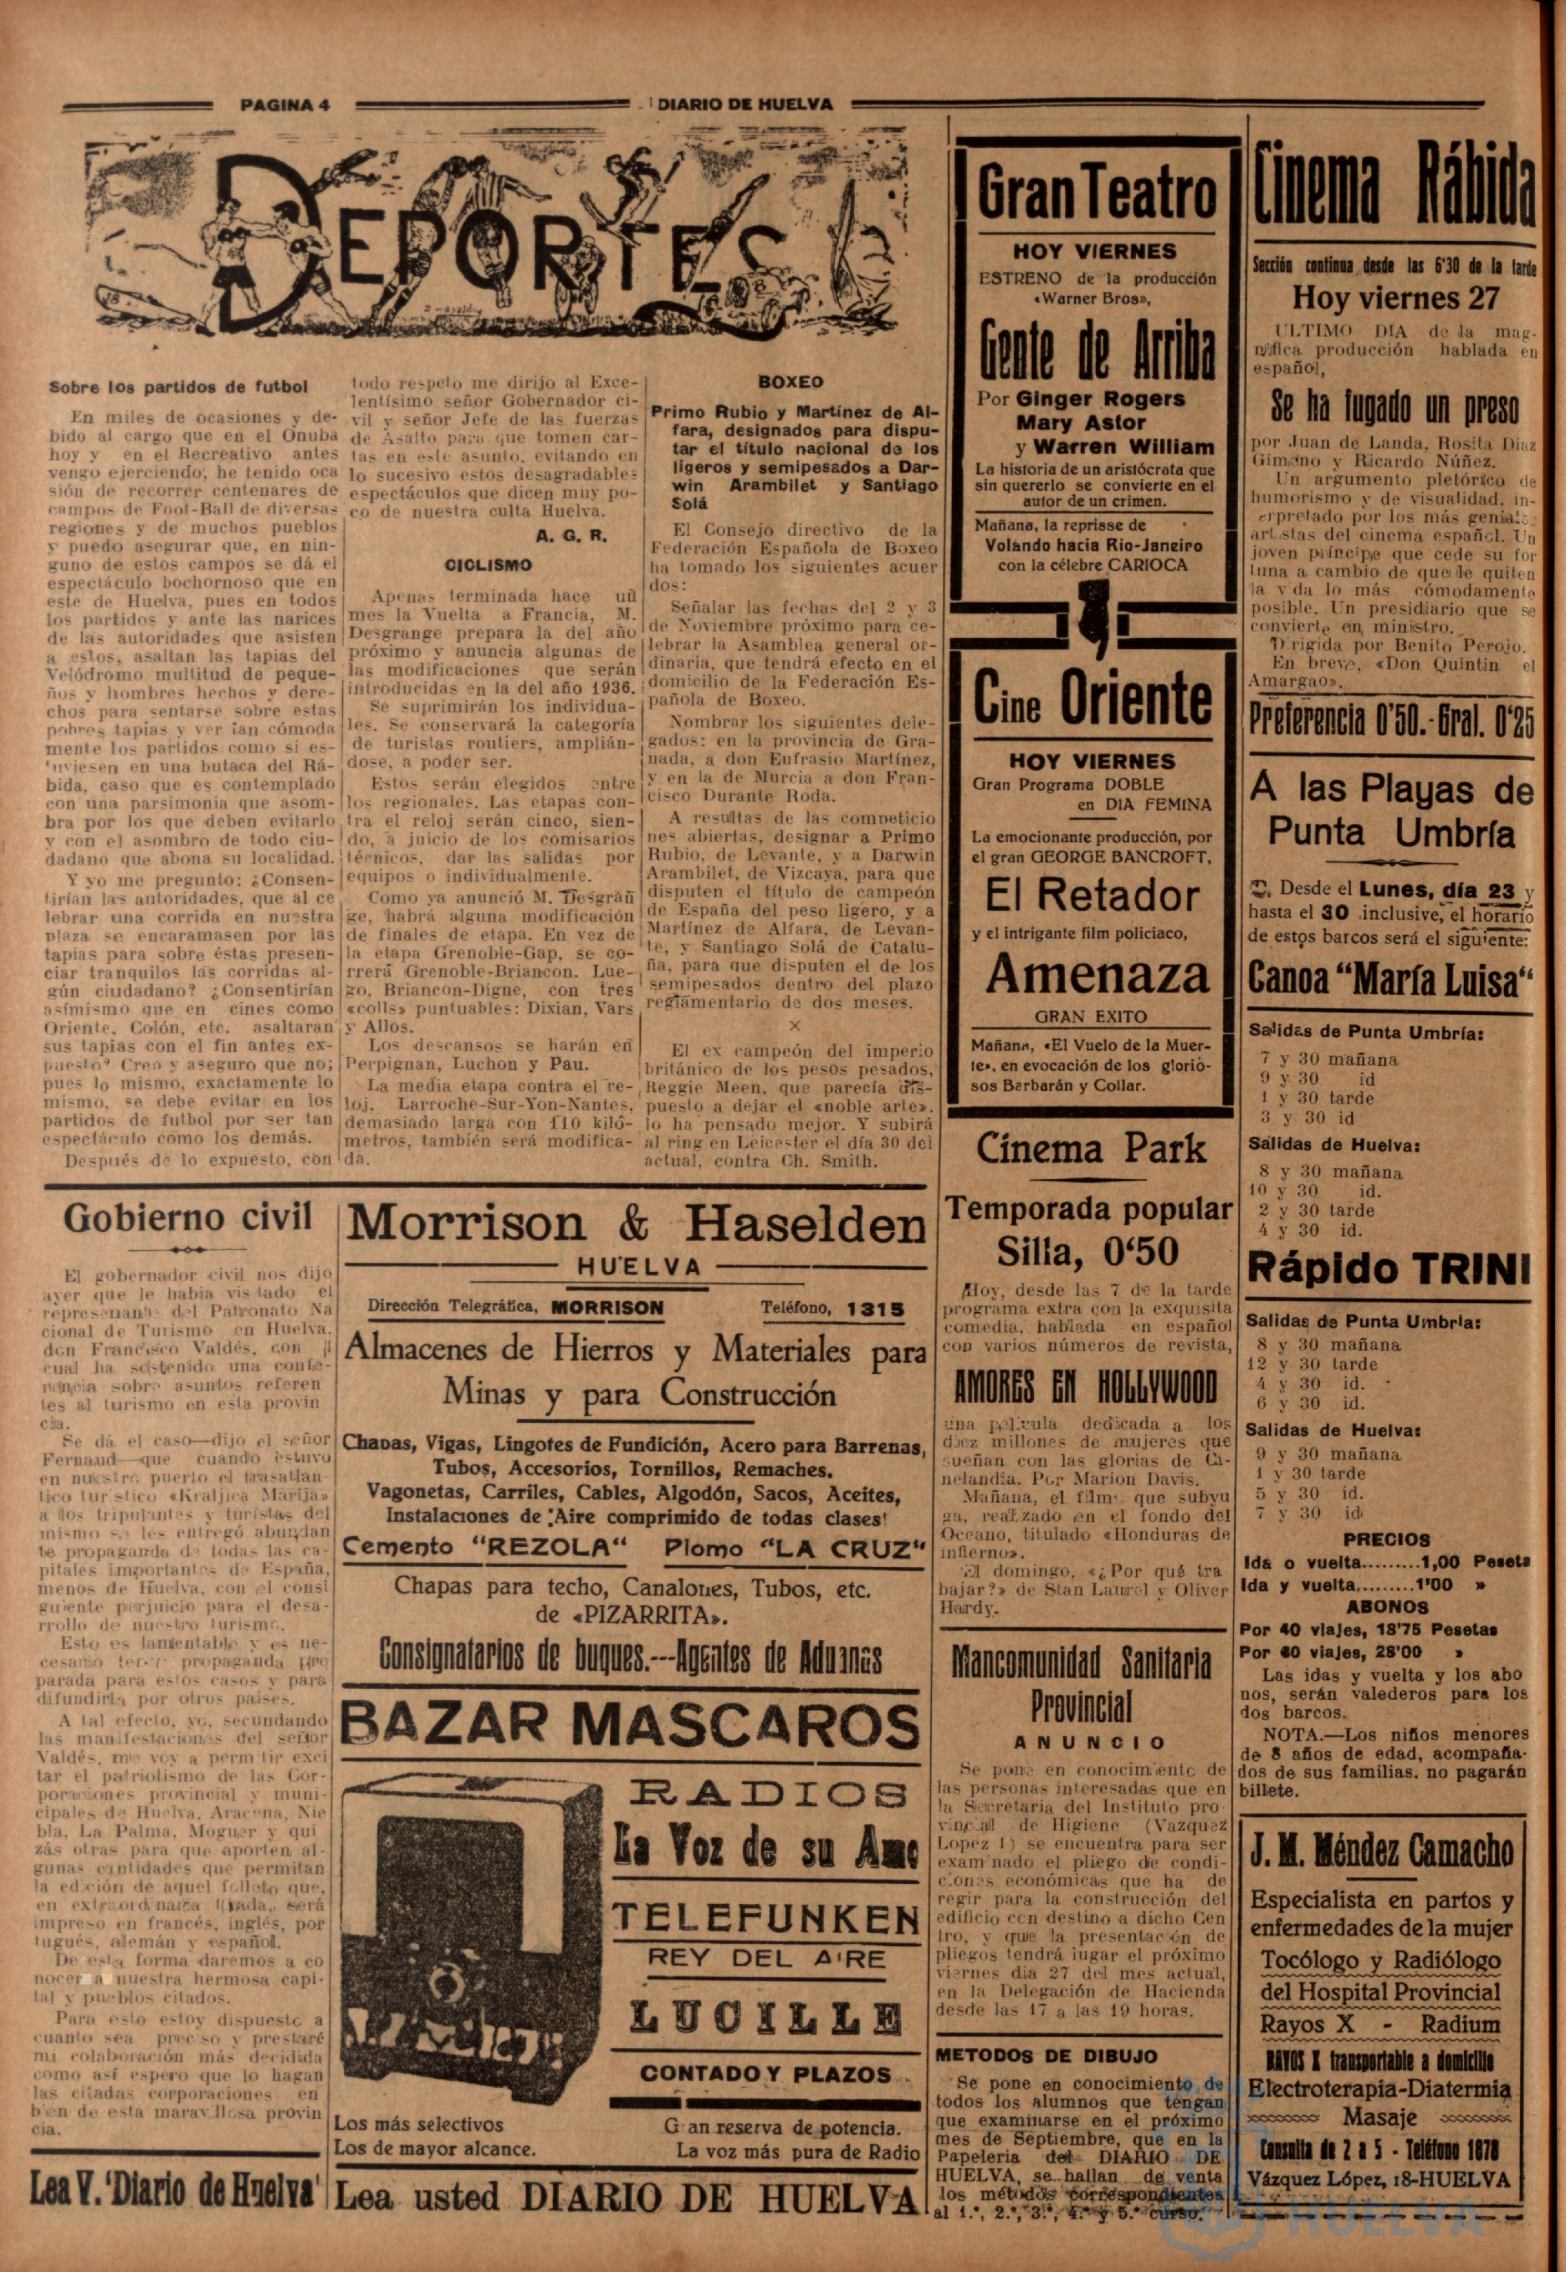 PAGINA 4
DIARIO DE HUELVA
DEPORTES
Sobre los partidos de futbol
En miles de ocasiones y de-
bido al cargo que en el Onuba
hoy y en el Recreativo antes
vengo ejerciendo, he tenido oca
sión de recorrer centenares de
campos de Foot-Ball de diversas
regiones y de muchos pueblos
y puedo asegurar que, en nin-
guno de estos campos se dá el
espectáculo bochornoso que en
este de Huelva, pues en todos
los partidos y ante las narices
de las autoridades que asisten
a estos, asaltan las tapias del
Velódromo multitud de peque-
ños y hombres hechos y dere-
chos para sentarse sobre estas
pobres tapias y ver tan cómoda
mente los partidos como si es-
tuviesen en una butaca del Rá-
bida, caso que es contemplado
con una parsimonia que asom-
bra por los que deben evitarlo
y con el asombro de todo ciu-
dadano que abona su localidad.
Y yo me pregunto: ¿Consen-
tirían las autoridades, que al ce
lebrar una corrida en nuestra
plaza se encaramasen por las
tapias para sobre éstas presen-
ciar tranquilos las corridas al-
gún ciudadano? ¿Consentirían
asimismo que en cines como
Oriente, Colón, etc. asaltaran
sus tapias con el fin antes ex-
puesto? Creo y aseguro que no;
pues lo mismo, exactamente lo
mismo, se debe evitar en los
partidos de futbol por ser tan
espectáculo como los demás.
Después de lo expuesto, con
todo respeto me dirijo al Exce-
lentísimo señor Gobernador ci-
vil y señor Jefe de las fuerzas
de Asalto para que tomen car-
tas en este asunto, evitando en
lo sucesivo estos desagradables
espectáculos que dicen muy po-
co de nuestra culta Huelva.
A. G. R.
CICLISMO
Apenas terminada hace un
mes la Vuelta a Francia, M.
Desgrange prepara la del año
próximo y anuncia algunas de
las modificaciones que serán
introducidas en la del año 1936.
Se suprimirán los individua-
les. Se conservará la categoría
de turistas routiers, amplián-
dose, a poder ser.
Estos serán elegidos entre
los regionales. Las etapas con-
tra el reloj serán cinco, sien-
do, a juicio de los comisarios
técnicos, dar las salidas por
equipos o individualmente.
Como ya anunció M. Desgran
ge, habrá alguna modificación
de finales de etapa. En vez de
la etapa Grenoble-Gap, se co-
rrerá Grenoble-Briancon. Lue-
go, Briancon-Digne, con tres
«colls» puntuables: Dixian, Vars
y Allos.
Los descansos se harán en
Perpignan, Luchon y Pau.
La media etapa contra el re-
loj. Larroche-Sur-Yon-Nantes,
demasiado larga con 110 kiló-
metros, también será modifica-
da.
BOXEO
Primo Rubio y Martínez de Al-
fara, designados para dispu-
tar el título nacional de los
ligeros y semipesados a Dar-
win Arambilet y Santiago
Solá
El Consejo directivo de la
Federación Española de Boxeo
ha tomado los siguientes acuer
dos:
Señalar las fechas del 2 y 3
de Noviembre próximo para ce-
lebrar la Asamblea general or-
dinaria, que tendrá efecto en el
domicilio de la Federación Es-
pañola de Boxeo.
Nombrar los siguientes dele-
gados: en la provincia de Gra-
nada, a don Eufrasio Martínez,
y en la de Murcia a don Fran-
cisco Durante Roda.
A resultas de las competicio
nes abiertas, designar a Primo
Rubio, de Levante, y a Darwin
Arambilet, de Vizcaya, para que
disputen el título de campeón
de España del peso ligero, y a
Martínez de Alfara, de Levan-
te, y Santiago Solá de Catalu-
ña, para que disputen el de los
semipesados dentro del plazo
reglamentario de dos meses.
×
El ex campeón del imperio
británico de los pesos pesados,
Reggie Meen, que parecía dis-
puesto a dejar el «noble arte»,
lo ha pensado mejor. Y subirá
al ring en Leicester el día 30 del
actual, contra Ch. Smith.
Gobierno civil
El gobernador civil nos dijo
ayer que le había visitado el
representante del Patronato Na
cional de Turismo en Huelva,
don Francisco Valdés, con
cual ha sostenido una confe-
rencia sobre asuntos referen
tes al turismo en esta provin
cia.
Se dá el caso—dijo el señor
Fernaud—que cuando estuvo
en nuestro puerto el trasatlán
tico turístico «Kraljica Marija»
a los tripulantes y turistas del
mismo se les entregó abundan
te propaganda de todas las ca-
pitales importantes de España,
menos de Huelva, con el consi
guiente perjuicio para el desa-
rrollo de nuestro turismo.
Esto es lamentable y es ne-
cesario tener propaganda pre
parada para estos casos y para
difundirla por otros países.
A tal efecto, yo, secundando
las manifestaciones del señor
Valdés, me voy a permitir exci
tar el patriotismo de las Cor-
poraciones provincial y muni-
cipales de Huelva, Aracena, Nie
bla, La Palma, Moguer y qui
zás otras para que aporten al-
gunas cantidades que permitan
la edición de aquel folleto que,
en extraordinaria tirada, será
impreso en francés, inglés, por
tugués, alemán y español.
De esta forma daremos a co
nocer a nuestra hermosa capi-
tal y pueblos citados.
Para esto estoy dispuesto a
cuanto sea preciso y prestaré
mi colaboración más decidida
como así espero que lo hagan
las citadas corporaciones en
bien de esta maravillosa provin
cia.
Lea V. 'Diario de Huelva'
Morrison & Haselden
HUELVA
Dirección Telegráfica, MORRISON Teléfono, 1315
Almacenes de Hierros y Materiales para
Minas y para Construcción
Chapas, Vigas, Lingotes de Fundición, Acero para Barrenas,
Tubos, Accesorios, Tornillos, Remaches.
Vagonetas, Carriles, Cables, Algodón, Sacos, Aceites,
Instalaciones de Aire comprimido de todas clases!
Cemento "REZOLA" Plomo "LA CRUZ"
Chapas para techo, Canalones, Tubos, etc.
de «PIZARRITA».
Consignatarios de buques.---Agentes de Aduanas
BAZAR MASCAROS
RADIOS
La Voz de su Amo
TELEFUNKEN
REY DEL AIRE
LUCILLE
CONTADO Y PLAZOS
Los más selectivos
Los de mayor alcance.
Gran reserva de potencia.
La voz más pura de Radio
Lea usted DIARIO DE HUELVA
Gran Teatro
HOY VIERNES
ESTRENO de la producción
«Warner Bros»,
Gente de Arriba
Por Ginger Rogers
Mary Astor
y Warren William
La historia de un aristócrata que
sin quererlo se convierte en el
autor de un crimen.
Mañana, la reprisse de
Volando hacia Rio-Janeiro
con la célebre CARIOCA
Cine Oriente
HOY VIERNES
Gran Programa DOBLE
en DIA FEMINA
La emocionante producción, por
el gran GEORGE BANCROFT,
El Retador
y el intrigante film policiaco,
Amenaza
GRAN EXITO
Mañana, «El Vuelo de la Muer-
te», en evocación de los glorio-
sos Barbarán y Collar.
Cinema Park
Temporada popular
Silla, 0'50
Hoy, desde las 7 de la tarde
programa extra con la exquisita
comedia, hablada en español
con varios números de revista,
AMORES EN HOLLYWOOD
una película dedicada a los
diez millones de mujeres que
sueñan con las glorias de Ci-
nelandia. Por Marion Davis.
Mañana, el film que subyu
ga, realizado en el fondo del
Oceano, titulado «Honduras de
infierno».
El domingo, «¿Por qué tra
bajar?» de Stan Laurel y Oliver
Hardy.
Mancomunidad Sanitaria
Provincial
ANUNCIO
Se pone en conocimiento de
las personas interesadas que en
la Secretaria del Instituto pro-
vincial de Higiene (Vazquez
Lopez 1) se encuentra para ser
examinado el pliego de condi-
ciones económicas que ha de
regir para la construcción del
edificio con destino a dicho Cen
tro, y que la presentación de
pliegos tendrá lugar el próximo
viernes dia 27 del mes actual,
en la Delegación de Hacienda
desde las 17 a las 19 horas.
METODOS DE DIBUJO
Se pone en conocimiento de
todos los alumnos que tengan
que examinarse en el próximo
mes de Septiembre, que en la
Papeleria del DIARIO DE
HUELVA, se hallan de venta
los métodos correspondientes
al 1.º, 2.º, 3.º, 4.º y 5.º curso.
Cinema Rábida
Sección continua desde las 6'30 de la tarde
Hoy viernes 27
ULTIMO DIA de la mag-
nífica producción hablada en
español,
Se ha fugado un preso
por Juan de Landa, Rosita Diaz
Gimeno y Ricardo Núñez.
Un argumento pletórico de
humorismo y de visualidad, in-
erpretado por los más geniales
artistas del cinema español. Un
joven príncipe que cede su for
tuna a cambio de que le quiten
la vida lo más cómodamente
posible. Un presidiario que se
convierte en ministro.
Dirigida por Benito Perojo.
En breve, «Don Quintin el
Amargao».
Preferencia 0'50.-Gral. 0'25
A las Playas de
Punta Umbría
Desde el Lunes, día 23 y
hasta el 30 inclusive, el horario
de estos barcos será el siguiente:
Canoa "María Luisa"
Salidas de Punta Umbría:
7 y 30 mañana
9 y 30 id
1 y 30 tarde
3 y 30 id
Salidas de Huelva:
8 y 30 mañana
10 y 30 id.
2 y 30 tarde
4 y 30 id.
Rápido TRINI
Salidas de Punta Umbría:
8 y 30 mañana
12 y 30 tarde
4 y 30 id.
6 y 30 id.
Salidas de Huelva:
9 y 30 mañana
1 y 30 tarde
5 y 30 id.
7 y 30 id
PRECIOS
Ida o vuelta.........1,00 Peseta
Ida y vuelta,........1'00 »
ABONOS
Por 40 viajes, 18'75 Pesetas
Por 60 viajes, 28'00 »
Las idas y vuelta y los abo
nos, serán valederos para los
dos barcos.
NOTA.—Los niños menores
de 8 años de edad, acompaña-
dos de sus familias, no pagarán
billete.
J. M. Méndez Camacho
Especialista en partos y
enfermedades de la mujer
Tocólogo y Radiólogo
del Hospital Provincial
Rayos X - Radium
RAYOS X transportable a domicilio
Electroterapia-Diatermia
Masaje
Consulta de 2 a 5 - Teléfono 1878
Vázquez López, 18-HUELVA
HUELVA